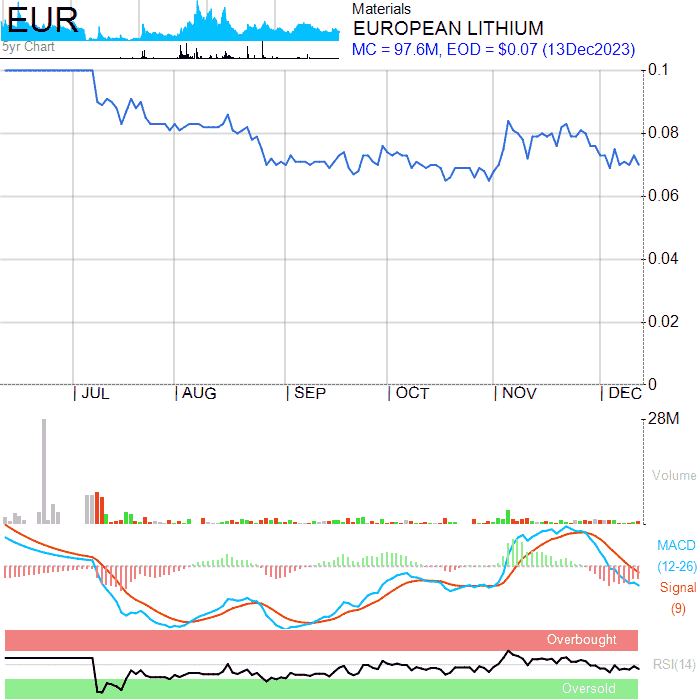 EUR
5yr Chart
Materials
EUROPEAN LITHIUM
MC = 97.6M, EOD = $0.07 (13Dec2023)
0.1
0.08
0.06
0.04
0.02
0
JUL
AUG
SEP
OCT
NOV
DEC
28M
Volume
MACD
(12-26)
Signal
(9)
Overbought
RSI(14)
Oversold